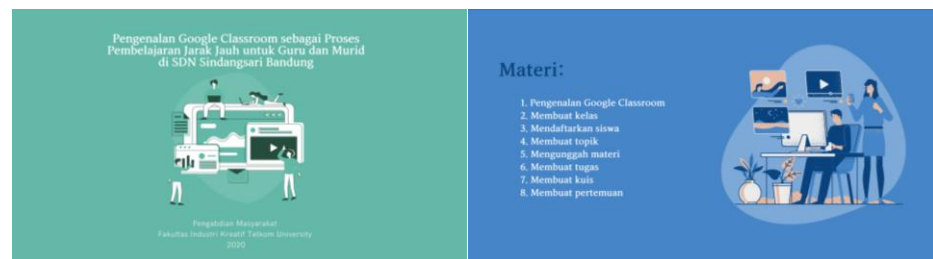 Pengenalan Google Classroom sebagai Proses
Pembelajaran Jarak Jauh untuk Guru dan Murid
di SDN Sindangsari Bandung
Pengabdian Masyarakat
Fakultas Industri Kreatif Telkom University
2020
Materi:
1. Pengenalan Google Classroom
2. Membuat kelas
3. Mendaftarkan siswa
4. Membuat topik
5. Mengunggah materi
6. Membuat tugas
7. Membuat kuis
8. Membuat pertemuan